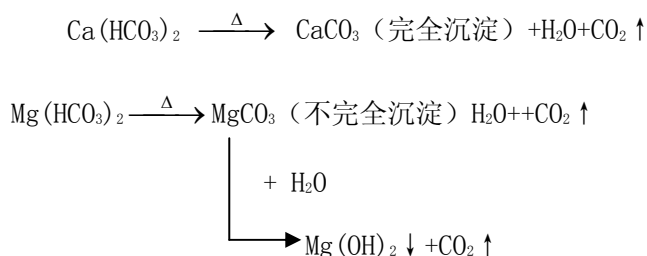 Δ
Ca(HCO₃)₂ ⟶ CaCO₃（完全沉淀）+H₂O+CO₂↑
Δ
Mg(HCO₃)₂ ⟶ MgCO₃（不完全沉淀）H₂O++CO₂↑
+ H₂O
Mg(OH)₂↓+CO₂↑